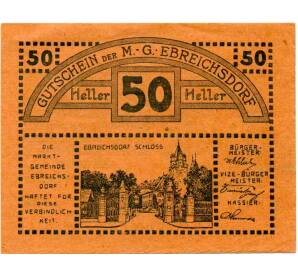 50
GUTSCHEIN DER M.-G. EBREICHSDORF
50
Heller 50 Heller
DIE
MARKT-
GEMEINDE
EBREICHS-
DORF
HAFTET FÜR
DIESE
VERBINDLICH-
KEIT.
EBREICHSDORF SCHLOSS
BÜRGER-
MEISTER:
VIZE-BÜRGER
MEISTER
KASSIER: